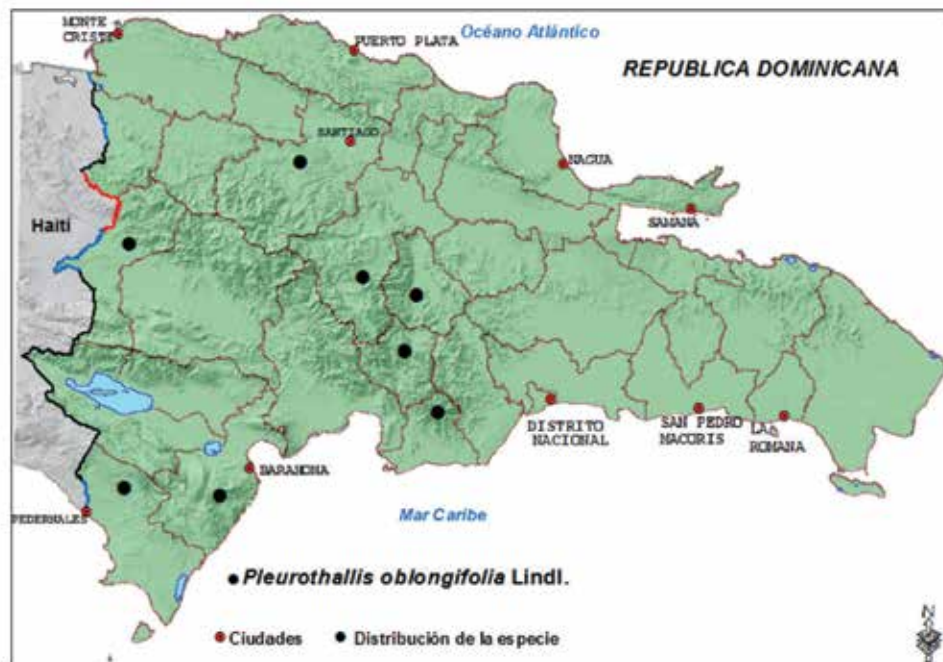 MONTE
CRISTI
PUERTO PLATA
Océano Atlántico
REPUBLICA DOMINICANA
SANTIAGO
NAGUA
SAMANA
Haití
DISTRITO
NACIONAL
SAN PEDRO
MACORIS
LA
ROMANA
BARAHONA
PEDERNALES
Mar Caribe
Pleurothallis oblongifolia Lindl.
Ciudades
Distribución de la especie
N